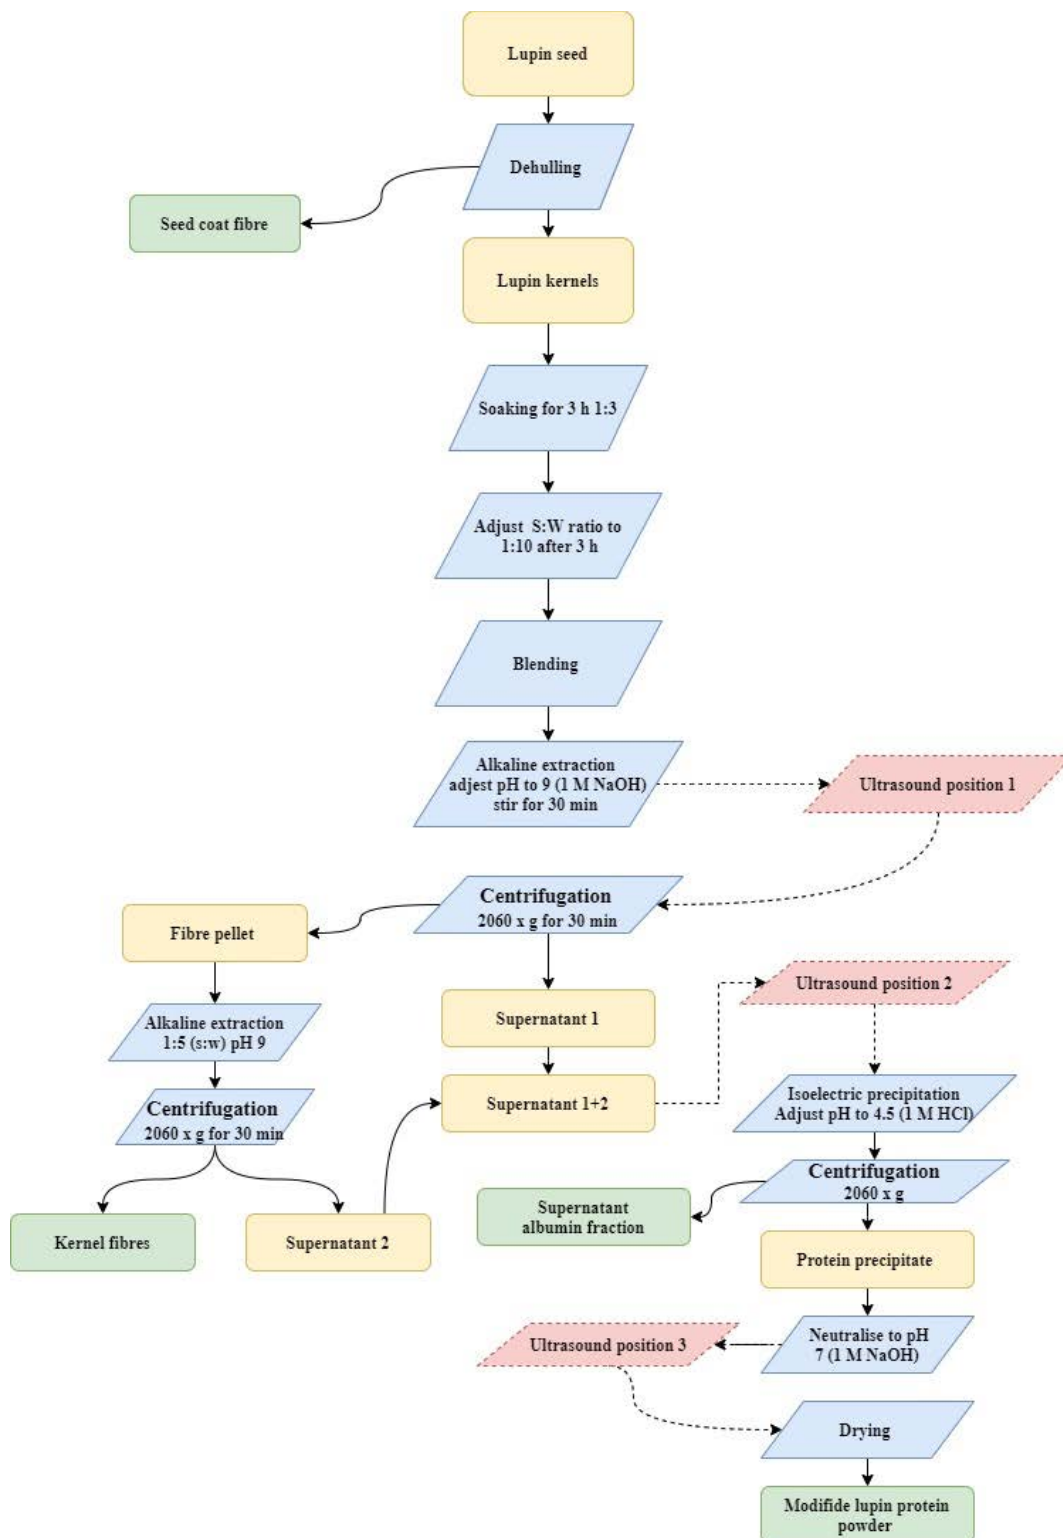 Lupin seed
Dehulling
Seed coat fibre
Lupin kernels
Soaking for 3 h 1:3
Adjust S:W ratio to
1:10 after 3 h
Blending
Alkaline extraction
adjest pH to 9 (1 M NaOH)
stir for 30 min
Ultrasound position 1
Centrifugation
2060 x g for 30 min
Fibre pellet
Ultrasound position 2
Supernatant 1
Alkaline extraction
1:5 (s:w) pH 9
Supernatant 1+2
Isoelectric precipitation
Adjust pH to 4.5 (1 M HCl)
Centrifugation
2060 x g for 30 min
Centrifugation
2060 x g
Supernatant
albumin fraction
Kernel fibres
Supernatant 2
Protein precipitate
Ultrasound position 3
Neutralise to pH
7 (1 M NaOH)
Drying
Modifide lupin protein
powder